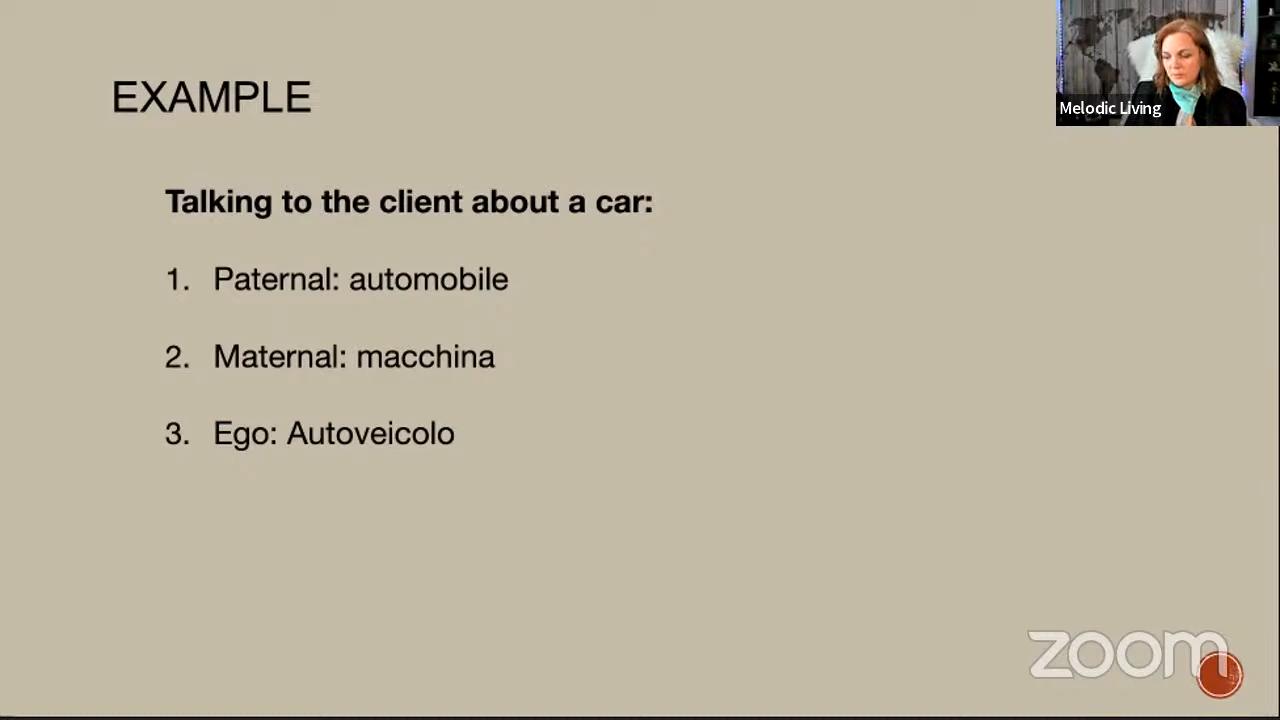 Melodic Living
EXAMPLE
Talking to the client about a car:
1. Paternal: automobile
2. Maternal: macchina
3. Ego: Autoveicolo
zoom